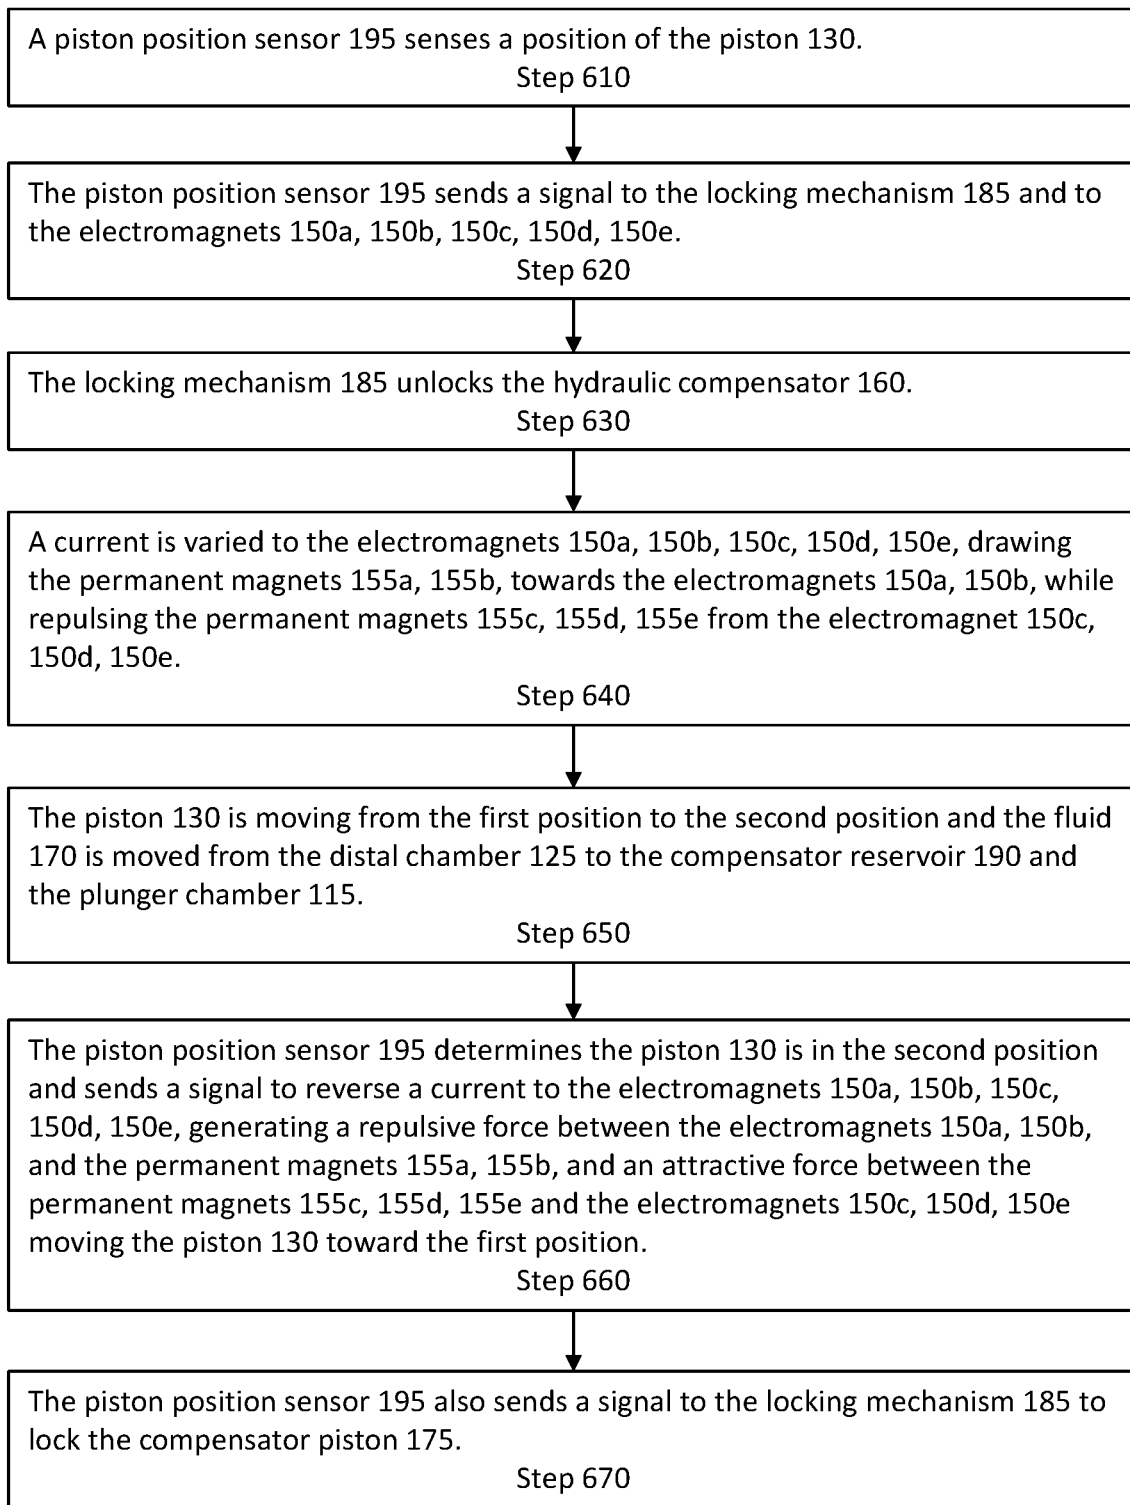 A piston position sensor 195 senses a position of the piston 130.
Step 610
The piston position sensor 195 sends a signal to the locking mechanism 185 and to
the electromagnets 150a, 150b, 150c, 150d, 150e.
Step 620
The locking mechanism 185 unlocks the hydraulic compensator 160.
Step 630
A current is varied to the electromagnets 150a, 150b, 150c, 150d, 150e, drawing
the permanent magnets 155a, 155b, towards the electromagnets 150a, 150b, while
repulsing the permanent magnets 155c, 155d, 155e from the electromagnet 150c,
150d, 150e.
Step 640
The piston 130 is moving from the first position to the second position and the fluid
170 is moved from the distal chamber 125 to the compensator reservoir 190 and
the plunger chamber 115.
Step 650
The piston position sensor 195 determines the piston 130 is in the second position
and sends a signal to reverse a current to the electromagnets 150a, 150b, 150c,
150d, 150e, generating a repulsive force between the electromagnets 150a, 150b,
and the permanent magnets 155a, 155b, and an attractive force between the
permanent magnets 155c, 155d, 155e and the electromagnets 150c, 150d, 150e
moving the piston 130 toward the first position.
Step 660
The piston position sensor 195 also sends a signal to the locking mechanism 185 to
lock the compensator piston 175.
Step 670